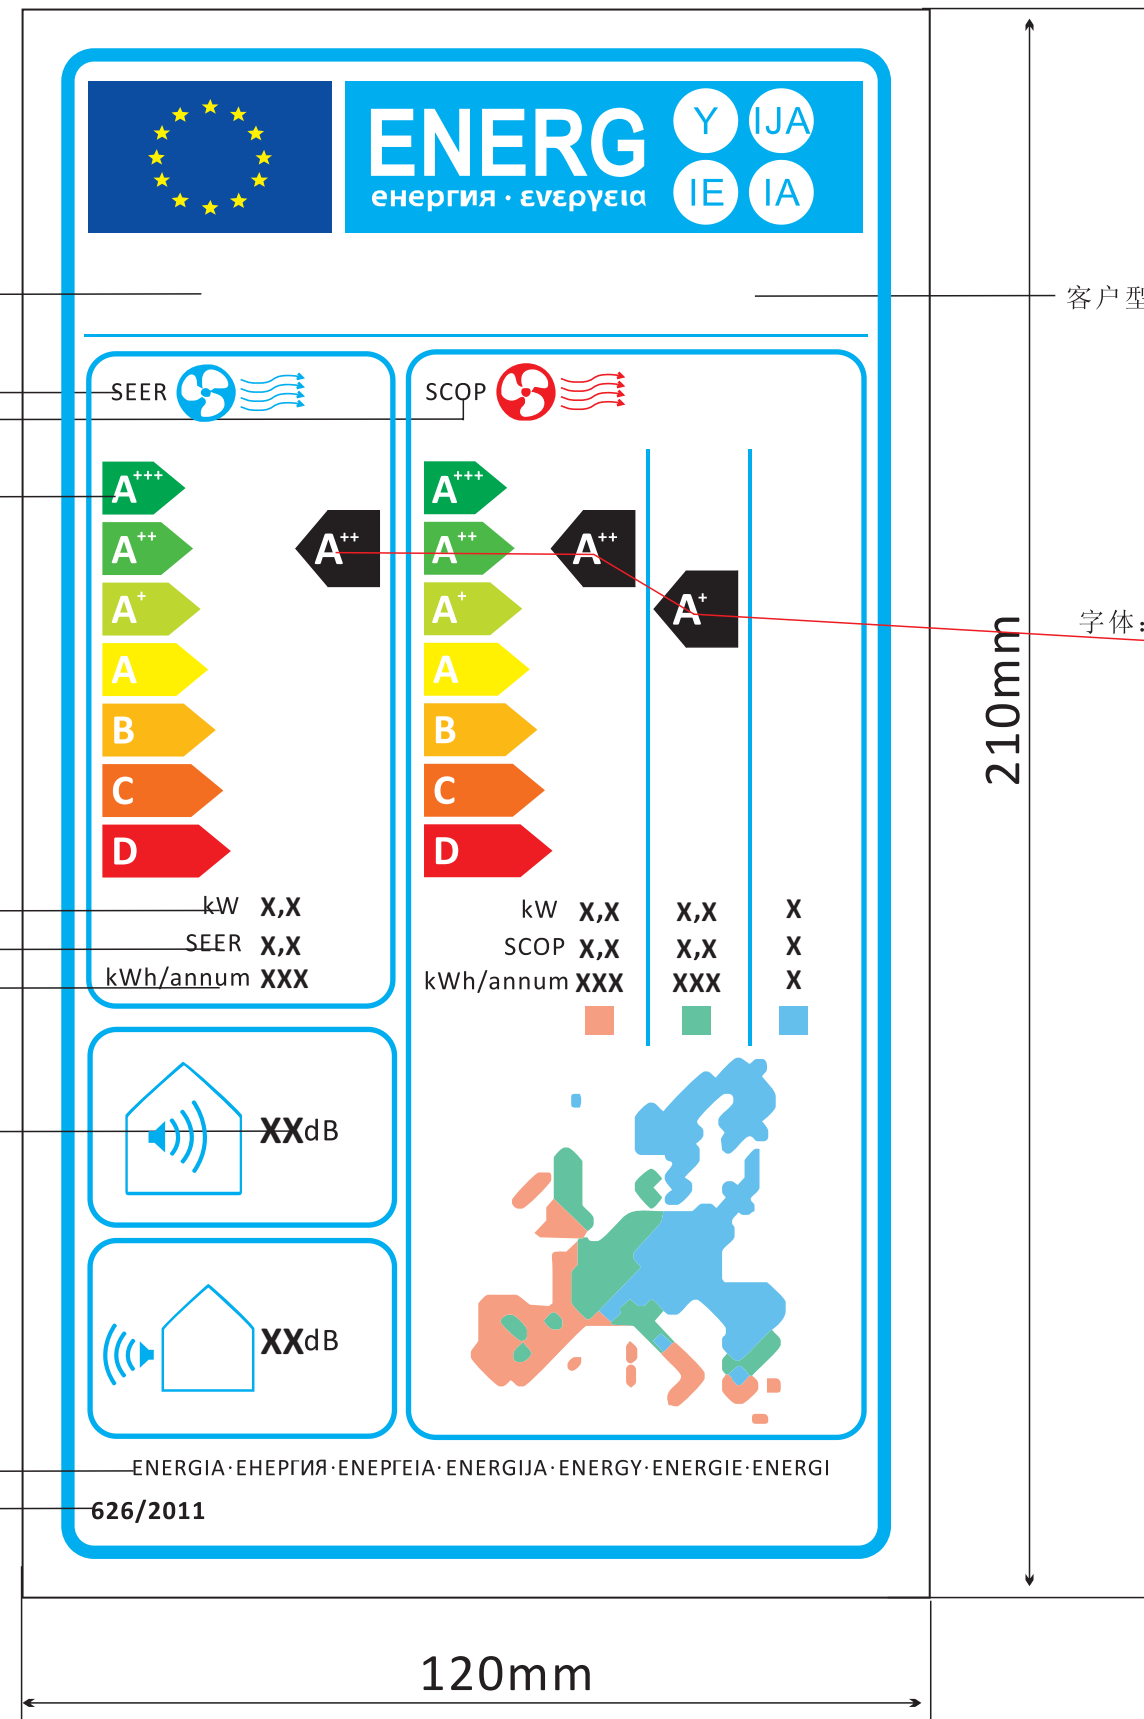 ENERG
енергия · ενεργεια
Y IJA
IE IA
客户型
SEER
SCOP
A+++
A++
A+
A
B
C
D
A++
A+++
A++
A+
A
B
C
D
A++
A+
字体:
210mm
kW X,X
SEER X,X
kWh/annum XXX
kW X,X X,X X
SCOP X,X X,X X
kWh/annum XXX XXX X
XXdB
XXdB
ENERGIA·ЕНЕРГИЯ·ΕΝΕΡΓΕΙΑ·ENERGIJA·ENERGY·ENERGIE·ENERGI
626/2011
120mm